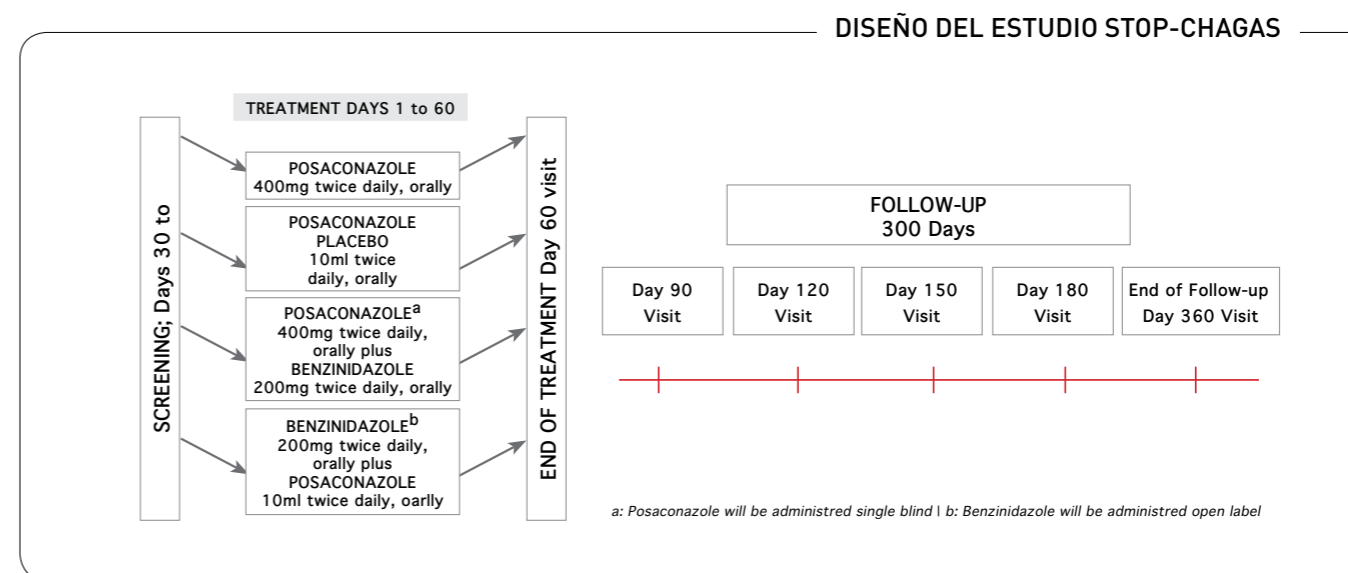 DISEÑO DEL ESTUDIO STOP-CHAGAS
TREATMENT DAYS 1 to 60
SCREENING; Days 30 to
POSACONAZOLE
400mg twice daily, orally
POSACONAZOLE
PLACEBO
10ml twice
daily, orally
POSACONAZOLEa
400mg twice daily,
orally plus
BENZINIDAZOLE
200mg twice daily, orally
BENZINIDAZOLEb
200mg twice daily,
orally plus
POSACONAZOLE
10ml twice daily, oarlly
END OF TREATMENT Day 60 visit
FOLLOW-UP
300 Days
Day 90
Visit
Day 120
Visit
Day 150
Visit
Day 180
Visit
End of Follow-up
Day 360 Visit
a: Posaconazole will be administred single blind | b: Benzinidazole will be administred open label